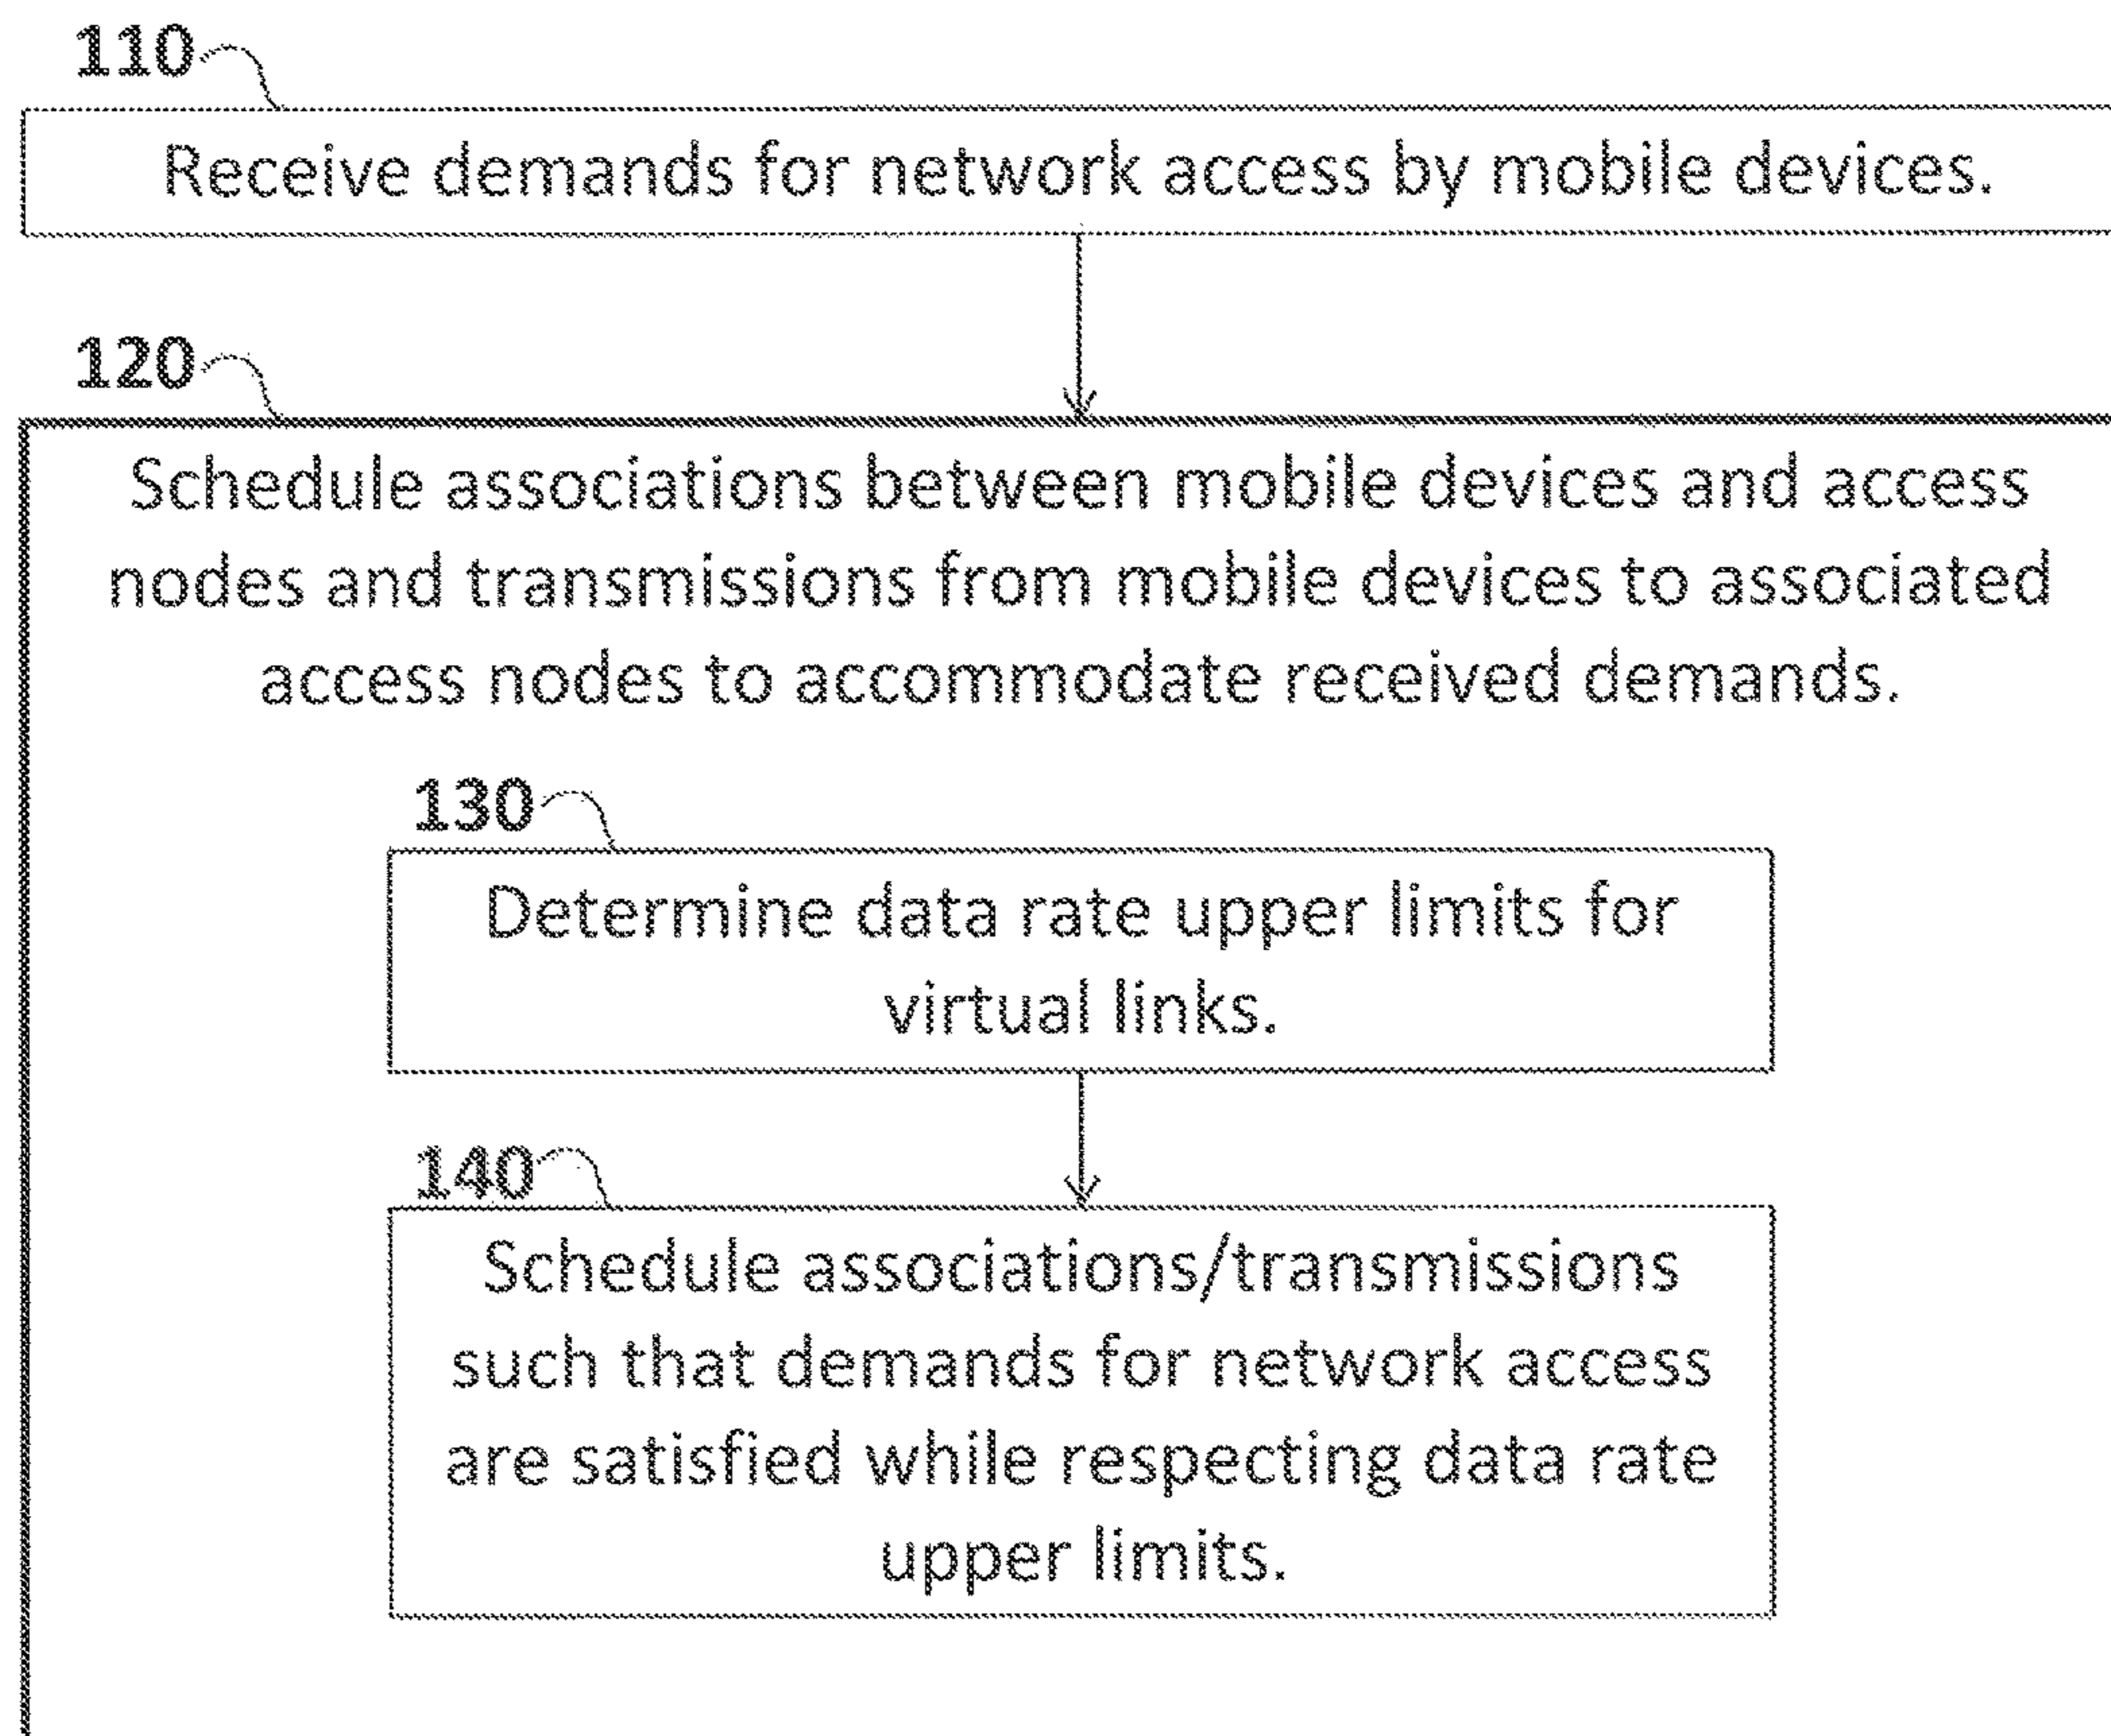 110
Receive demands for network access by mobile devices.
120
Schedule associations between mobile devices and access
nodes and transmissions from mobile devices to associated
access nodes to accommodate received demands.
130
Determine data rate upper limits for
virtual links.
140
Schedule associations/transmissions
such that demands for network access
are satisfied while respecting data rate
upper limits.